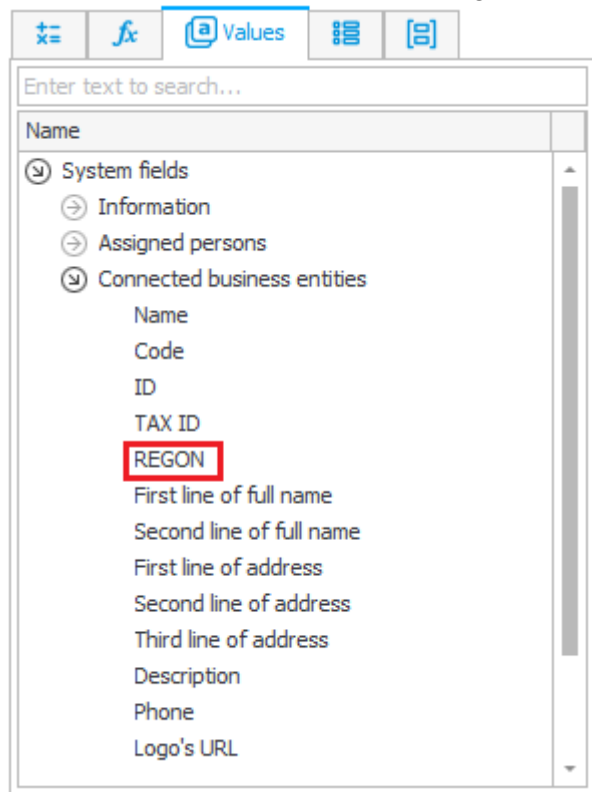 +- x= fx a Values
Enter text to search...
Name
System fields
Information
Assigned persons
Connected business entities
Name
Code
ID
TAX ID
REGON
First line of full name
Second line of full name
First line of address
Second line of address
Third line of address
Description
Phone
Logo's URL